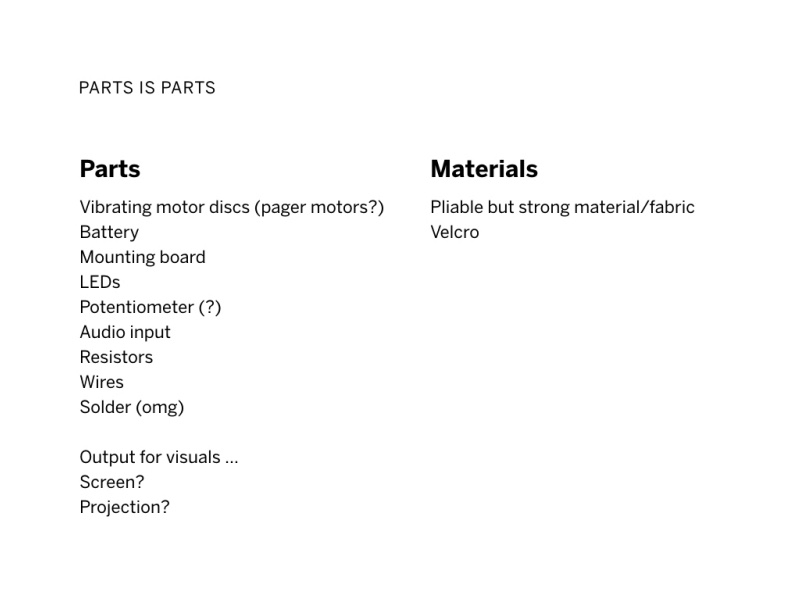 PARTS IS PARTS
Parts
Vibrating motor discs (pager motors?)
Battery
Mounting board
LEDs
Potentiometer (?)
Audio input
Resistors
Wires
Solder (omg)
Output for visuals ...
Screen?
Projection?
Materials
Pliable but strong material/fabric
Velcro